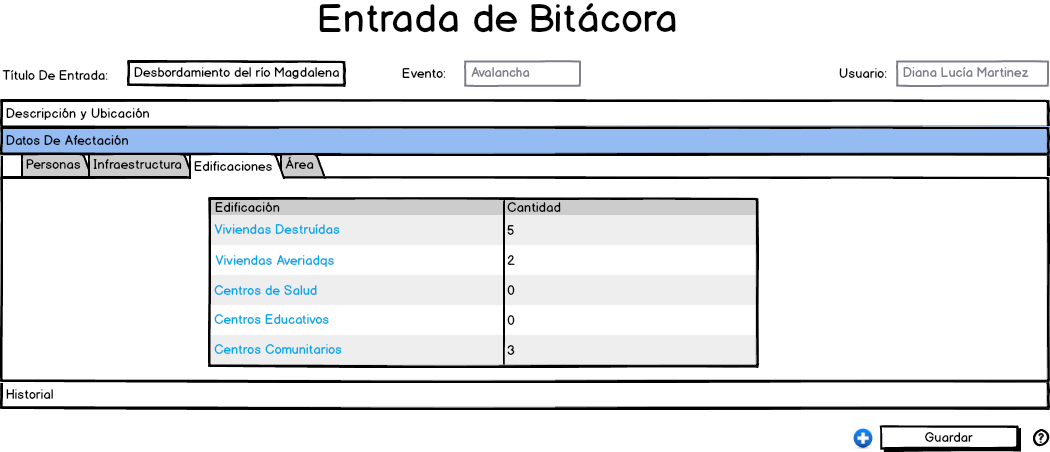 Entrada de Bitácora
Título De Entrada: Desbordamiento del río Magdalena Evento: Avalancha Usuario: Diana Lucía Martinez
Descripción y Ubicación
Datos De Afectación
Personas Infraestructura Edificaciones Área
Edificación Cantidad
Viviendas Destruídas 5
Viviendas Averiadqs 2
Centros de Salud 0
Centros Educativos 0
Centros Comunitarios 3
Historial
Guardar ?